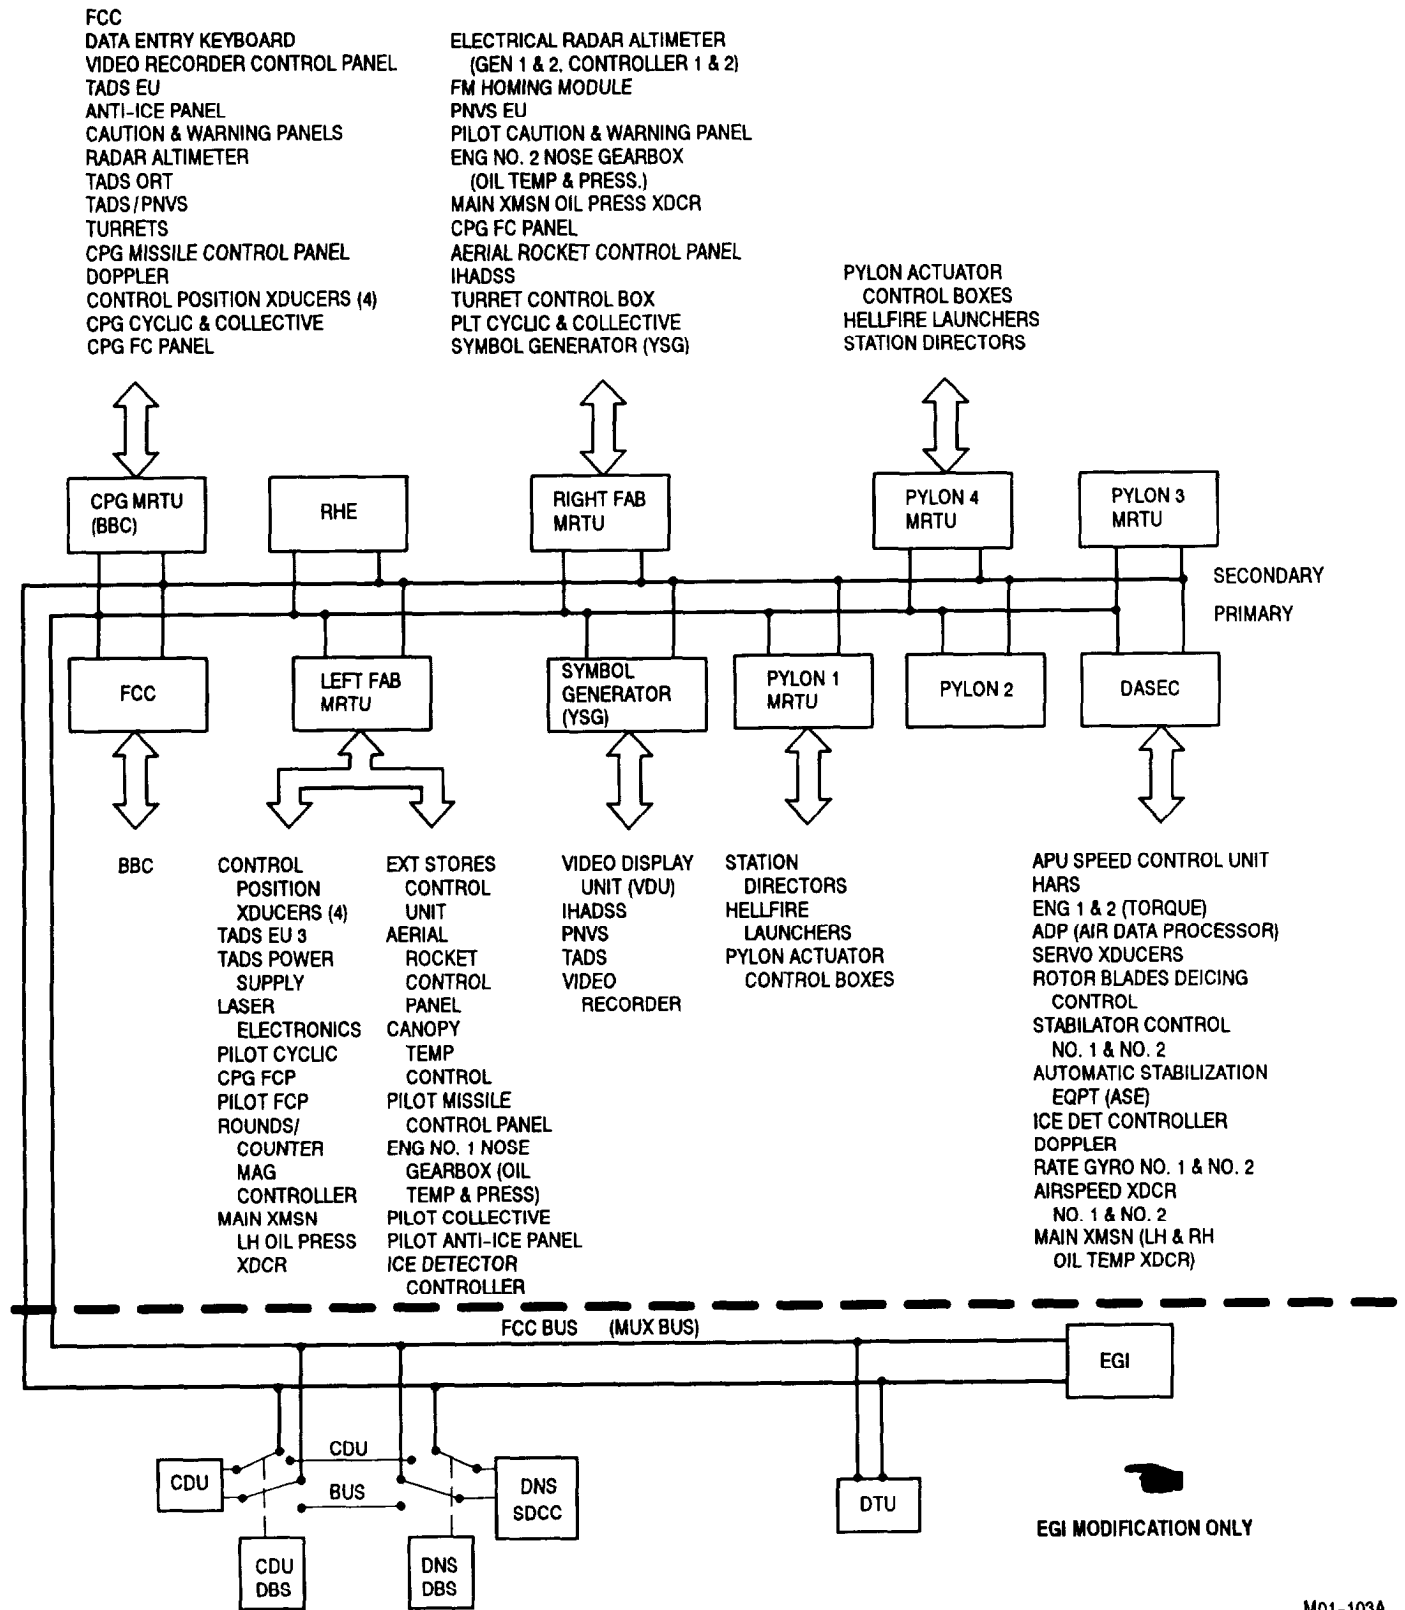 FCC
DATA ENTRY KEYBOARD
VIDEO RECORDER CONTROL PANEL
TADS EU
ANTI-ICE PANEL
CAUTION & WARNING PANELS
RADAR ALTIMETER
TADS ORT
TADS/PNVS
TURRETS
CPG MISSILE CONTROL PANEL
DOPPLER
CONTROL POSITION XDUCERS (4)
CPG CYCLIC & COLLECTIVE
CPG FC PANEL
ELECTRICAL RADAR ALTIMETER
(GEN 1 & 2, CONTROLLER 1 & 2)
FM HOMING MODULE
PNVS EU
PILOT CAUTION & WARNING PANEL
ENG NO. 2 NOSE GEARBOX
(OIL TEMP & PRESS.)
MAIN XMSN OIL PRESS XDCR
CPG FC PANEL
AERIAL ROCKET CONTROL PANEL
IHADSS
TURRET CONTROL BOX
PLT CYCLIC & COLLECTIVE
SYMBOL GENERATOR (YSG)
PYLON ACTUATOR
CONTROL BOXES
HELLFIRE LAUNCHERS
STATION DIRECTORS
CPG MRTU
(BBC)
RHE
RIGHT FAB
MRTU
PYLON 4
MRTU
PYLON 3
MRTU
SECONDARY
PRIMARY
FCC
LEFT FAB
MRTU
SYMBOL
GENERATOR
(YSG)
PYLON 1
MRTU
PYLON 2
DASEC
BBC
CONTROL
POSITION
XDUCERS (4)
TADS EU 3
TADS POWER
SUPPLY
LASER
ELECTRONICS
PILOT CYCLIC
CPG FCP
PILOT FCP
ROUNDS/
COUNTER
MAG
CONTROLLER
MAIN XMSN
LH OIL PRESS
XDCR
EXT STORES
CONTROL
UNIT
AERIAL
ROCKET
CONTROL
PANEL
CANOPY
TEMP
CONTROL
PILOT MISSILE
CONTROL PANEL
ENG NO. 1 NOSE
GEARBOX (OIL
TEMP & PRESS)
PILOT COLLECTIVE
PILOT ANTI-ICE PANEL
ICE DETECTOR
CONTROLLER
VIDEO DISPLAY
UNIT (VDU)
IHADSS
PNVS
TADS
VIDEO
RECORDER
STATION
DIRECTORS
HELLFIRE
LAUNCHERS
PYLON ACTUATOR
CONTROL BOXES
APU SPEED CONTROL UNIT
HARS
ENG 1 & 2 (TORQUE)
ADP (AIR DATA PROCESSOR)
SERVO XDUCERS
ROTOR BLADES DEICING
CONTROL
STABILATOR CONTROL
NO. 1 & NO. 2
AUTOMATIC STABILIZATION
EQPT (ASE)
ICE DET CONTROLLER
DOPPLER
RATE GYRO NO. 1 & NO. 2
AIRSPEED XDCR
NO. 1 & NO. 2
MAIN XMSN (LH & RH
OIL TEMP XDCR)
FCC BUS (MUX BUS)
EGI
CDU
CDU
BUS
DNS
SDCC
DTU
CDU
DBS
DNS
DBS
EGI MODIFICATION ONLY
M01-103A